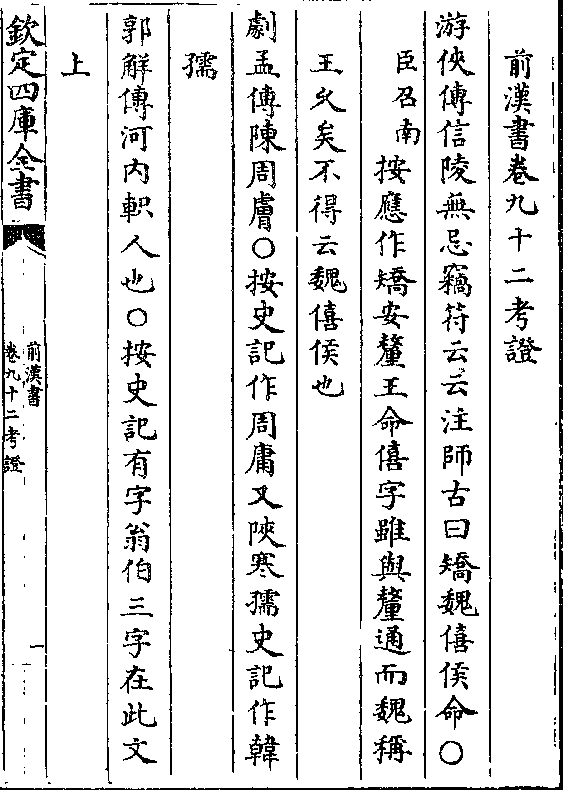 前漢書卷九十二考證
游俠傳信陵無忌竊符云云注師古曰矯魏僖侯命○
臣召南按應作矯安釐王命僖字雖與釐通而魏稱
王久矣不得云魏僖侯也
劇孟傳陳周膚○按史記作周庸又陝寒孺史記作韓
孺
郭解傳河内軹人也○按史記有字翁伯三字在此文
上
欽定四庫全書
前漢書
卷九十二考證
一